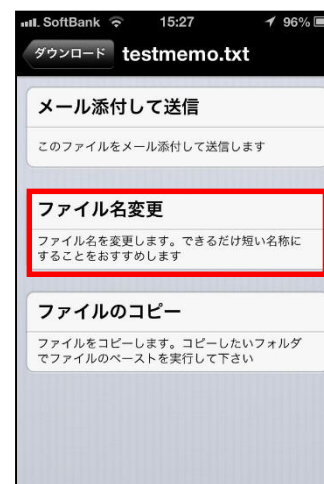 SoftBank 15:27 96%
ダウンロード testmemo.txt
メール添付して送信
このファイルをメール添付して送信します
ファイル名変更
ファイル名を変更します。できるだけ短い名称に
することをおすすめします
ファイルのコピー
ファイルをコピーします。コピーしたいフォルダ
でファイルのペーストを実行して下さい